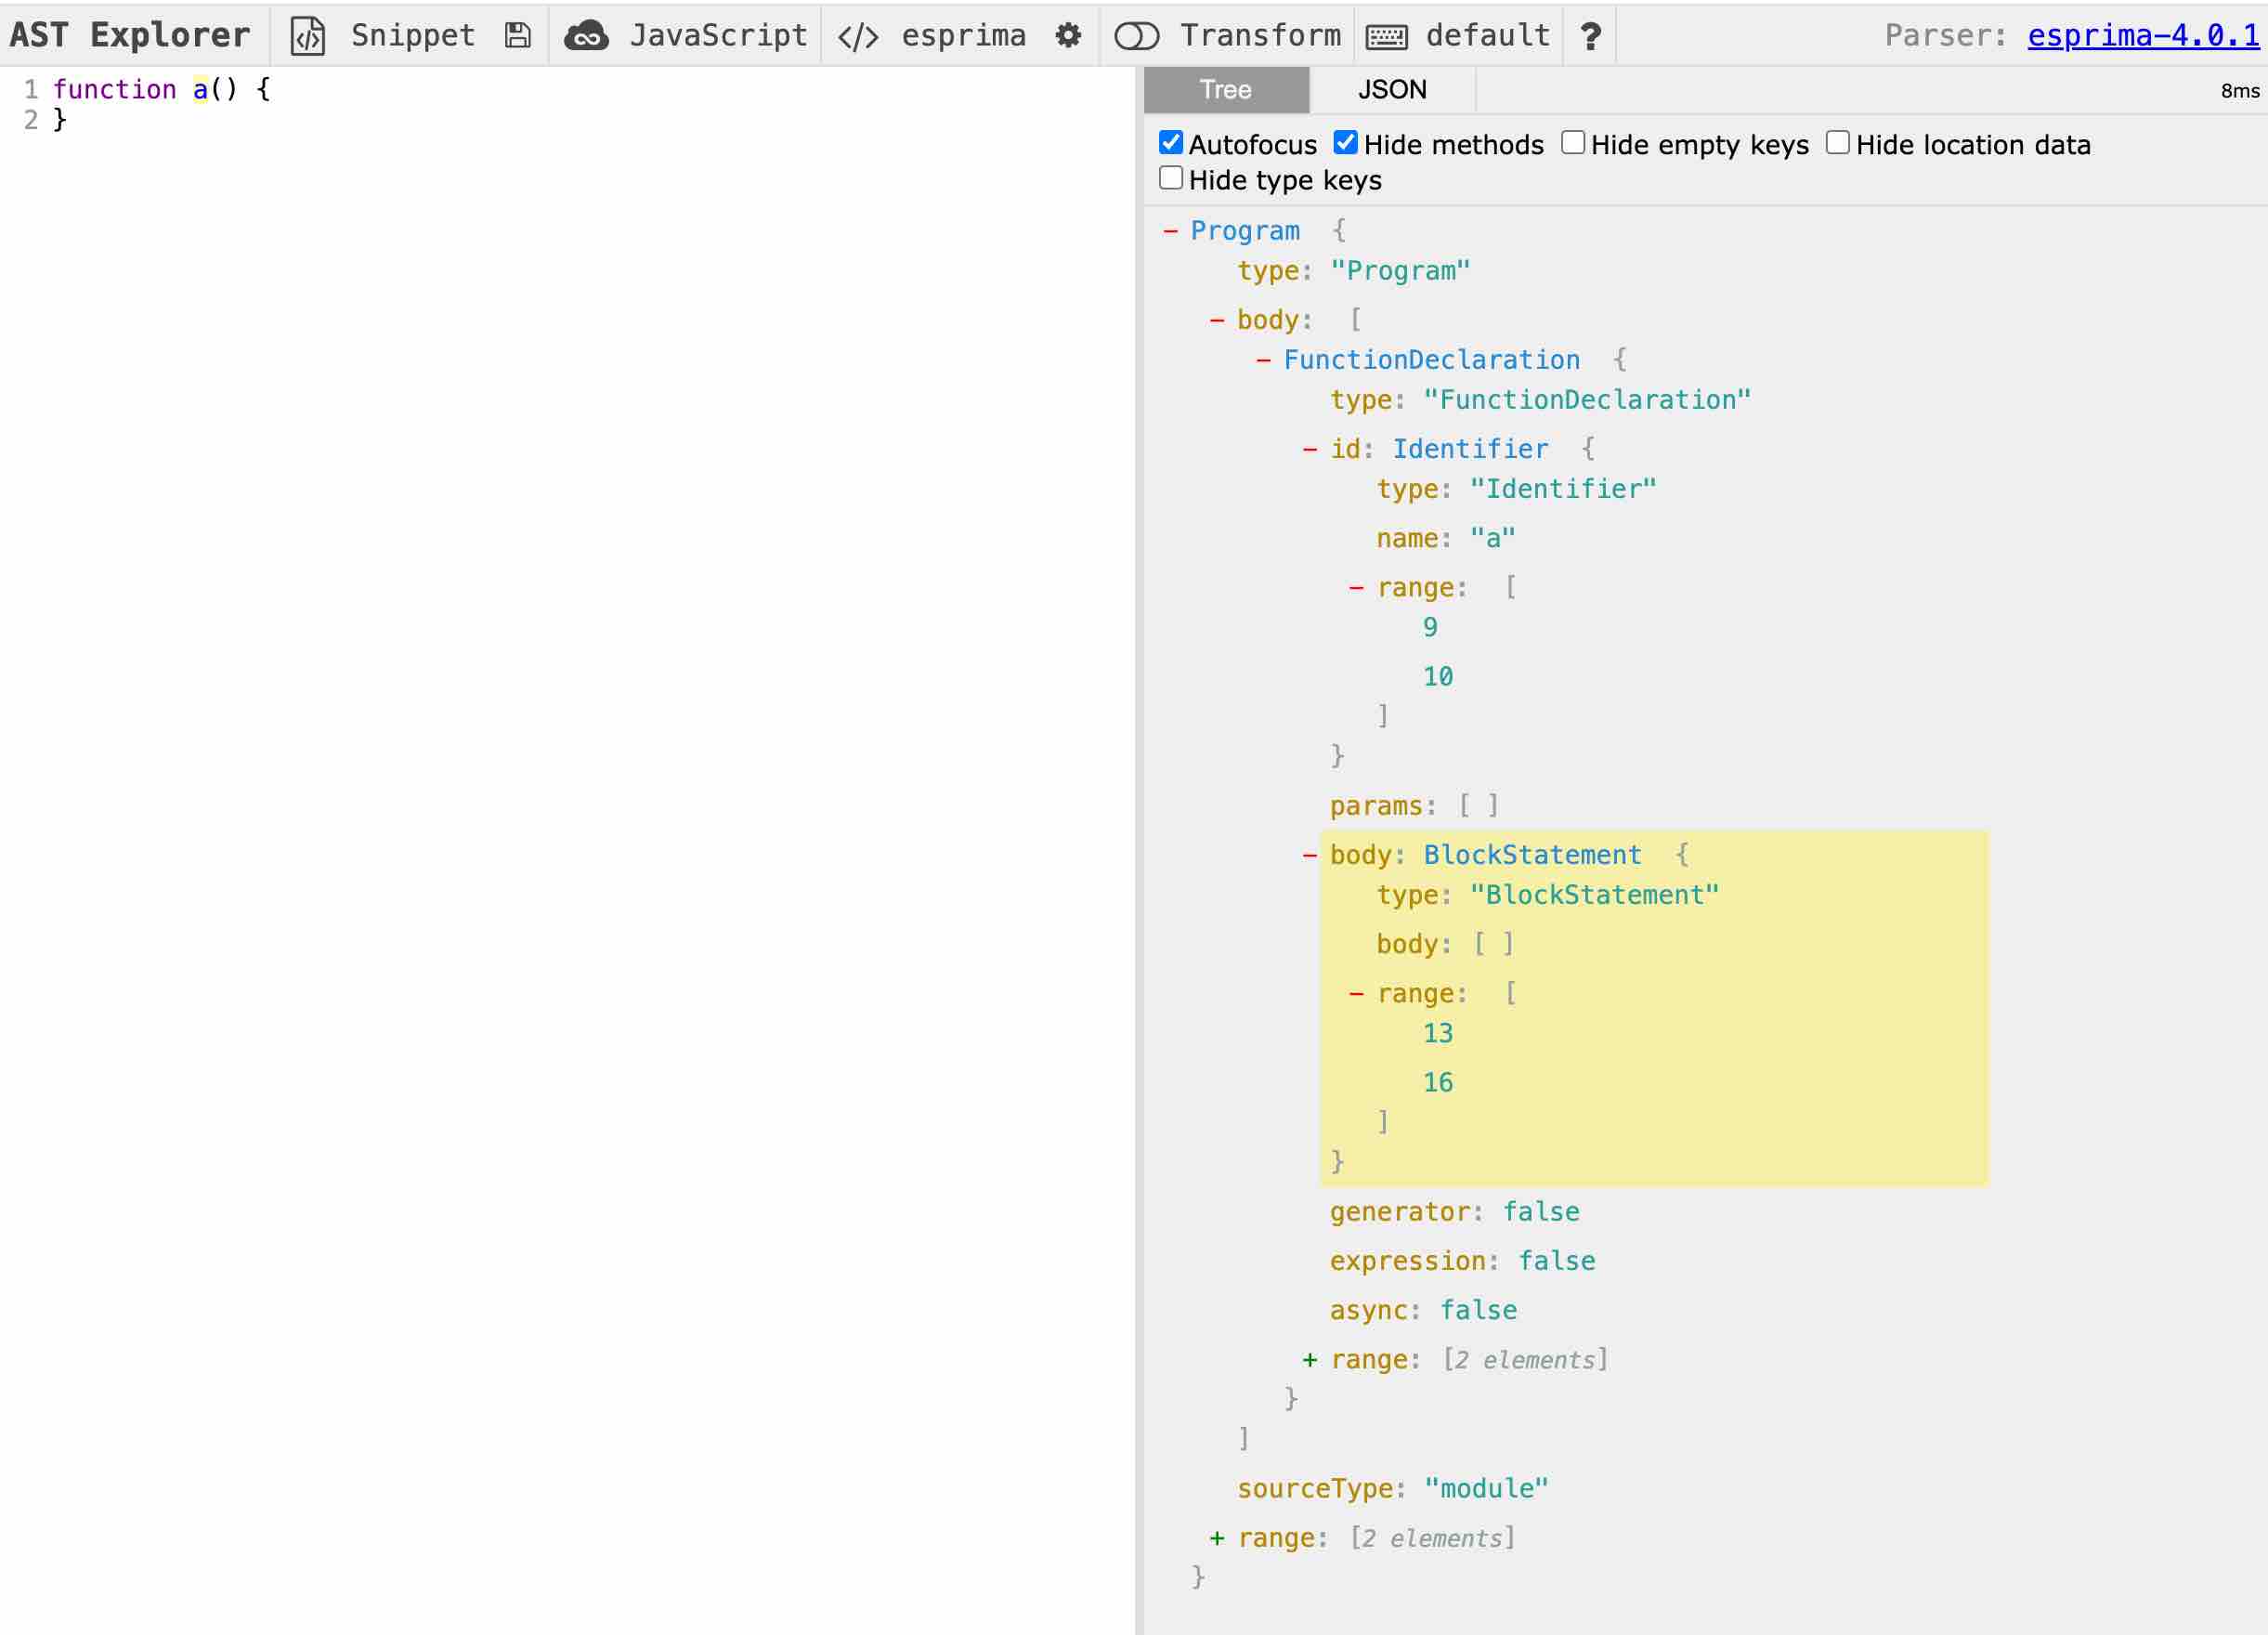 AST Explorer Snippet JavaScript </> esprima Transform default ? Parser: esprima-4.0.1
1 function a() {
2 }
Tree JSON 8ms
Autofocus Hide methods Hide empty keys Hide location data
Hide type keys
- Program {
type: "Program"
- body: [
- FunctionDeclaration {
type: "FunctionDeclaration"
- id: Identifier {
type: "Identifier"
name: "a"
- range: [
9
10
]
}
params: [ ]
- body: BlockStatement {
type: "BlockStatement"
body: [ ]
- range: [
13
16
]
}
generator: false
expression: false
async: false
+ range: [2 elements]
}
]
sourceType: "module"
+ range: [2 elements]
}